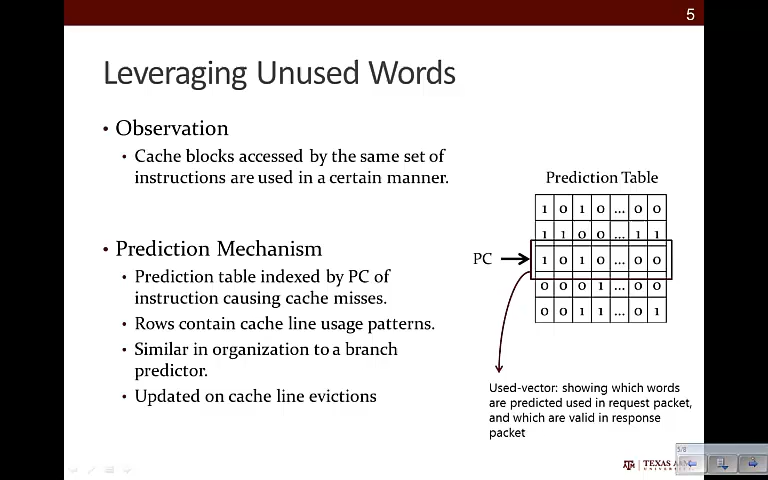 5
Leveraging Unused Words
• Observation
• Cache blocks accessed by the same set of
instructions are used in a certain manner.
• Prediction Mechanism
• Prediction table indexed by PC of
instruction causing cache misses.
• Rows contain cache line usage patterns.
• Similar in organization to a branch
predictor.
• Updated on cache line evictions
Prediction Table
1 0 1 0 ... 0 0
1 1 0 0 ... 1 1
PC
1 0 1 0 ... 0 0
0 0 0 1 ... 0 0
0 0 1 1 ... 0 1
Used-vector: showing which words
are predicted used in request packet,
and which are valid in response
packet
TEXAS
5/8